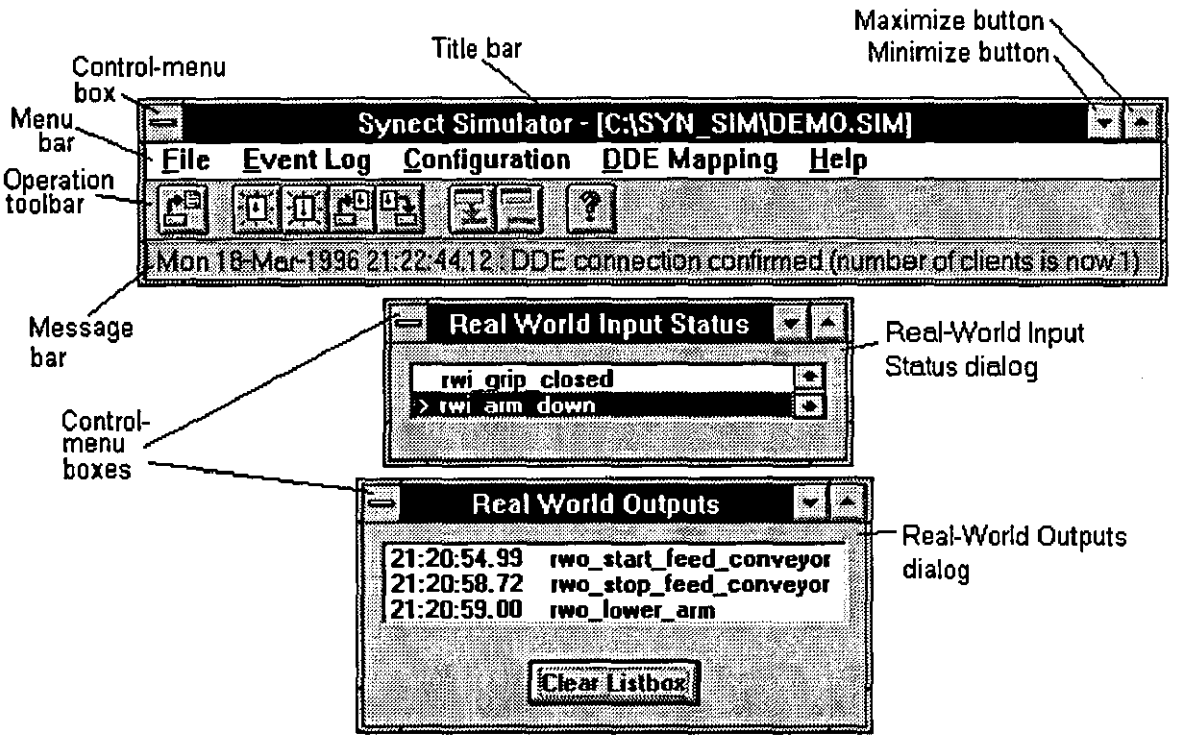 Maximize button
Minimize button
Title bar
Control-menu
box
Menu
bar
Operation
toolbar
Synect Simulator - [C:\SYN_SIM\DEMO.SIM]
File Event Log Configuration DDE Mapping Help
Mon 18-Mar-1996 21:22:44.12 : DDE connection confirmed (number of clients is now 1)
Message
bar
Real World Input Status
rwi_grip_closed
> rwi_arm_down
Real-World Input
Status dialog
Control-
menu
boxes
Real World Outputs
21:20:54.99 rwo_start_feed_conveyor
21:20:58.72 rwo_stop_feed_conveyor
21:20:59.00 rwo_lower_arm
Clear Listbox
Real-World Outputs
dialog